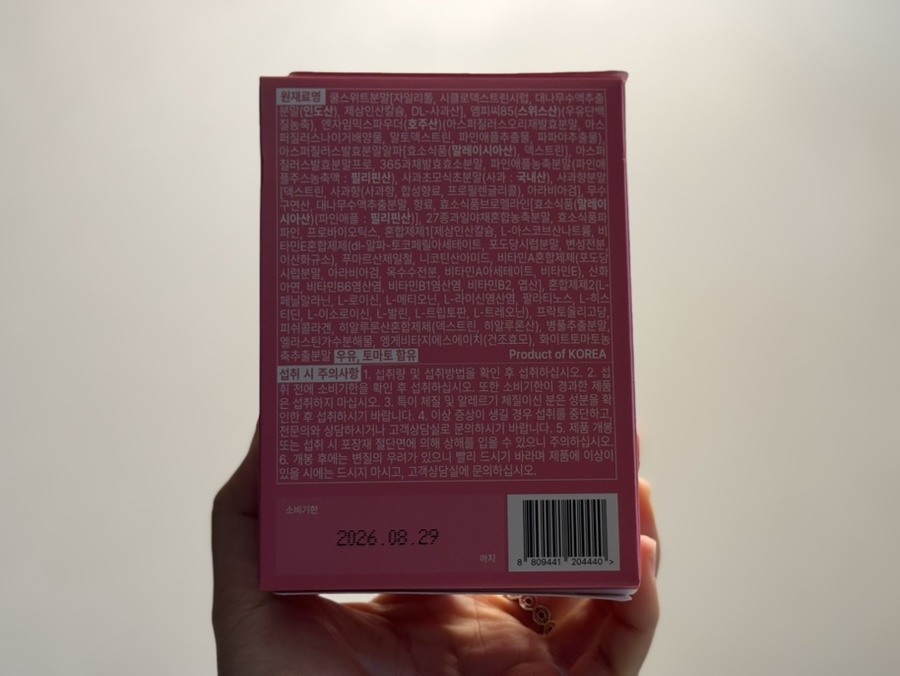 원재료명 쿨스위트분말[자일리톨, 시클로덱스트린시럽, 대나무수액추출
분말(인도산), 제삼인산칼슘, DL-사과산], 엠피씨85(스위스산)(우유단백
질농축), 엔자임믹스파우더(호주산)(아스퍼질러스오리재발효분말, 아스
퍼질러스나이거배양물, 말토덱스트린, 파인애플추출물, 파파야추출물),
아스퍼질러스발효분말알파[효소식품(말레이시아산), 덱스트린], 아스퍼
질러스발효분말프로, 365과채발효효소분말, 파인애플농축분말(파인애
플주스농축액 : 필리핀산), 사과초모식초분말(사과 : 국내산), 사과향분말
[덱스트린, 사과향(사과향, 합성향료, 프로필렌글리콜), 아라비아검], 무수
구연산, 대나무수액추출분말, 향료, 효소식품브로멜라인[효소식품(말레이
시아산)(파인애플 : 필리핀산)], 27종과일야채혼합농축분말, 효소식품파
파인, 프로바이오틱스, 혼합제제1[제삼인산칼슘, L-아스코브산나트륨, 비
타민E혼합제제(dl-알파-토코페릴아세테이트, 포도당시럽분말, 변성전분,
이산화규소), 푸마르산제일철, 니코틴산아미드, 비타민A혼합제제(포도당
시럽분말, 아라비아검, 옥수수전분, 비타민A아세테이트, 비타민E), 산화
아연, 비타민B6염산염, 비타민B1염산염, 비타민B2, 엽산], 혼합제제2(L-
페닐알라닌, L-로이신, L-메티오닌, L-라이신염산염, 팔라티노스, L-히스
티딘, L-이소로이신, L-발린, L-트립토판, L-트레오닌), 프락토올리고당,
피쉬콜라겐, 히알루론산혼합제제(덱스트린, 히알루론산), 병풀추출분말,
엘라스틴가수분해물, 엥게비타지에스에이치(건조효모), 화이트토마토농
축추출분말 우유, 토마토 함유 Product of KOREA
섭취 시 주의사항 1. 섭취량 및 섭취방법을 확인 후 섭취하십시오. 2. 섭
취 전에 소비기한을 확인 후 섭취하십시오. 또한 소비기한이 경과한 제품
은 섭취하지 마십시오. 3. 특이 체질 및 알레르기 체질이신 분은 성분을 확
인한 후 섭취하시기 바랍니다. 4. 이상 증상이 생길 경우 섭취를 중단하고,
전문의와 상담하시거나 고객상담실로 문의하시기 바랍니다. 5. 제품 개봉
또는 섭취 시 포장재 절단면에 의해 상해를 입을 수 있으니 주의하십시오.
6. 개봉 후에는 변질의 우려가 있으니 빨리 드시기 바라며 제품에 이상이
있을 시에는 드시지 마시고, 고객상담실에 문의하십시오.
소비기한
2026.08.29
까지
8 809441 204440 >